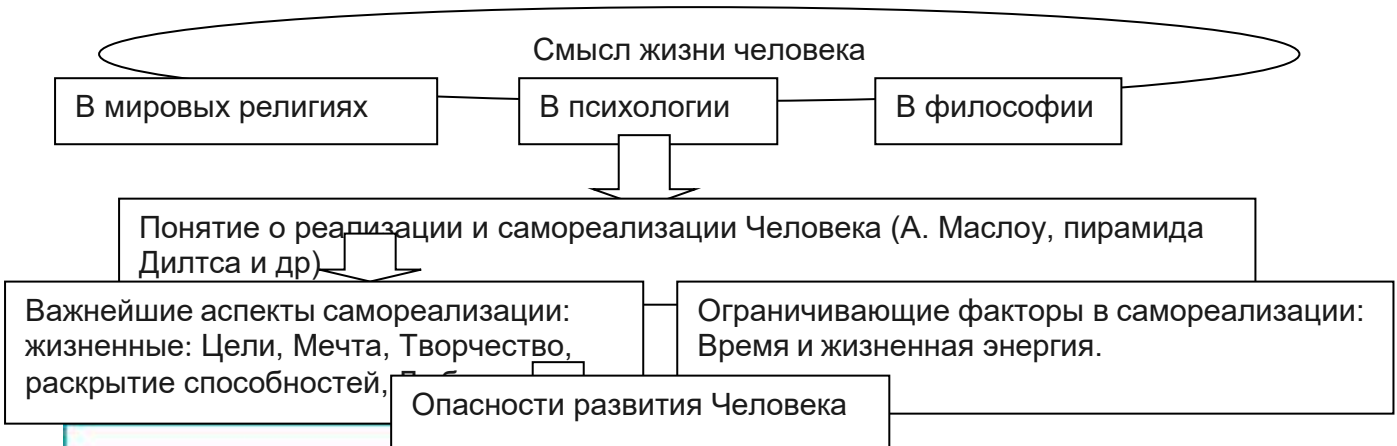 Смысл жизни человека
В мировых религиях
В психологии
В философии
Понятие о реализации и самореализации Человека (А. Маслоу, пирамида
Дилтса и др)
Важнейшие аспекты самореализации:
жизненные: Цели, Мечта, Творчество,
раскрытие способностей,
Ограничивающие факторы в самореализации:
Время и жизненная энергия.
Опасности развития Человека